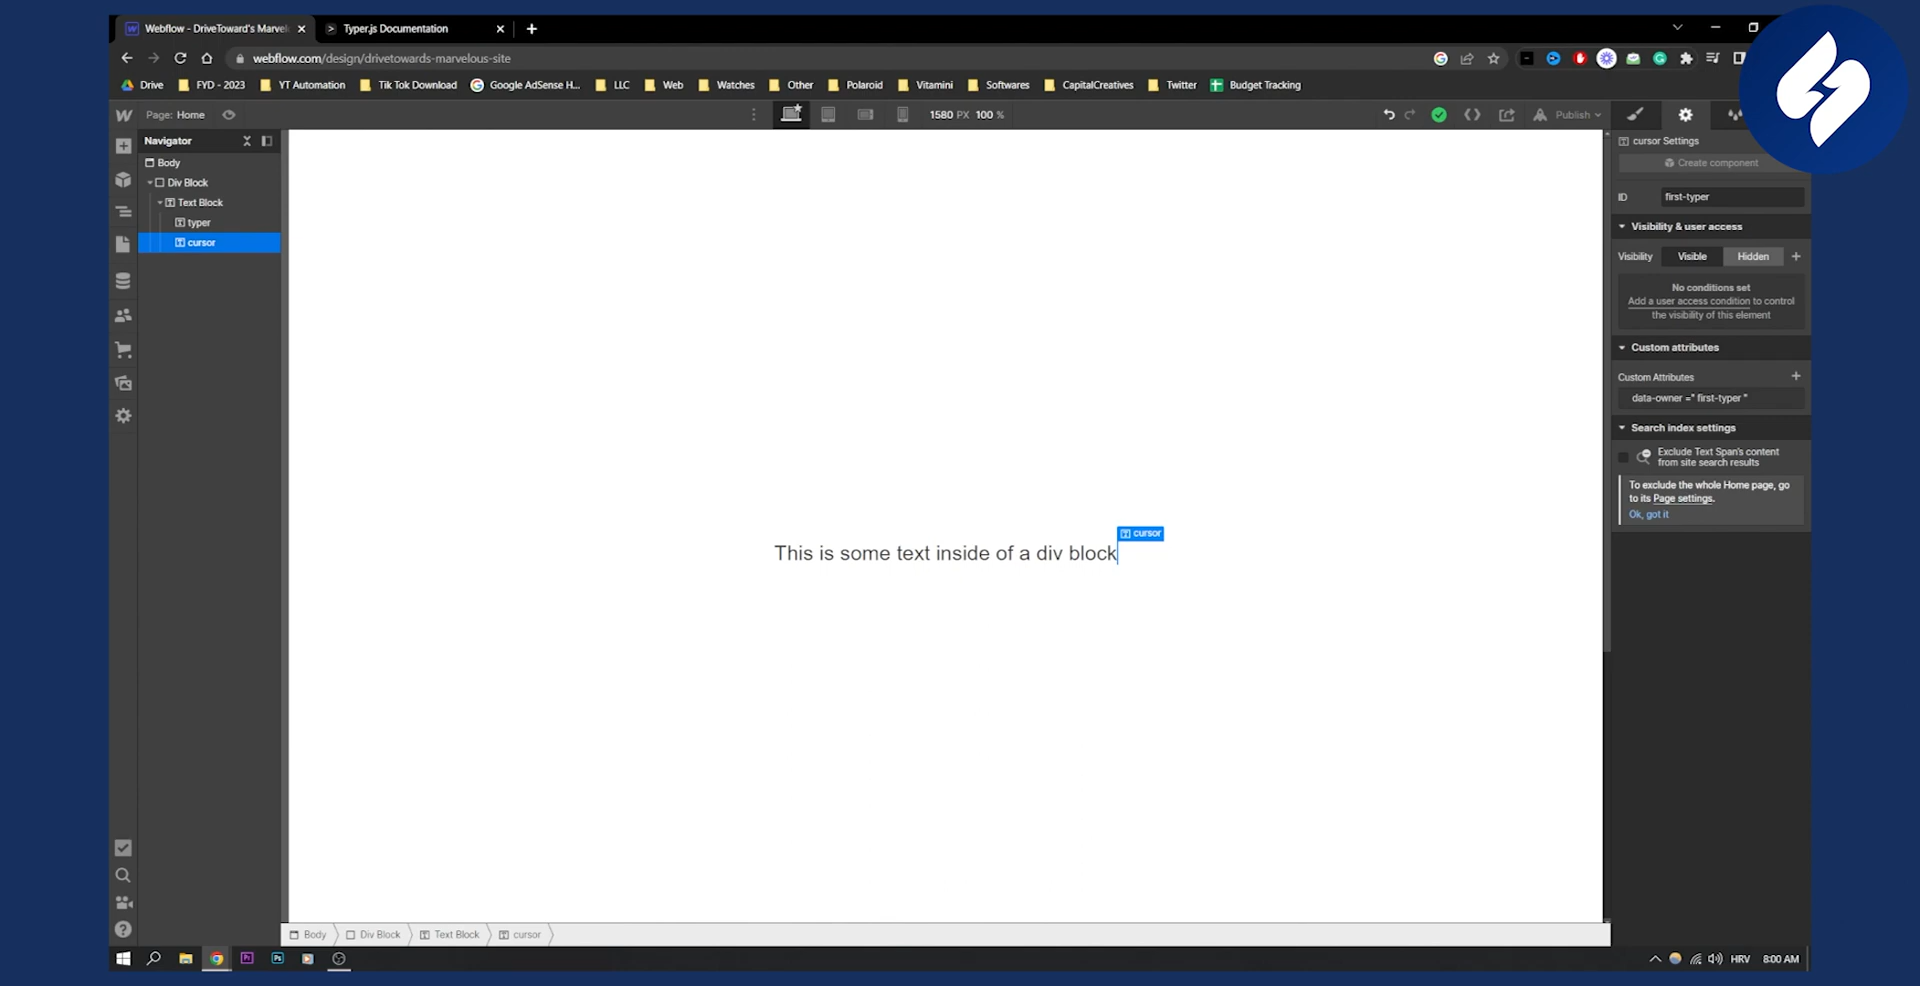 Webflow - DriveToward's Marvel
Typer.js Documentation
webflow.com/design/drivetowards-marvelous-site
Drive FYD - 2023 YT Automation Tik Tok Download Google AdSense H... LLC Web Watches Other Polaroid Vitamini Softwares CapitalCreatives Twitter Budget Tracking
Page: Home 1580 PX 100 % Publish
Navigator
Body
Div Block
Text Block
typer
cursor
cursor Settings
Create component
ID first-typer
Visibility & user access
Visibility Visible Hidden
No conditions set
Add a user access condition to control
the visibility of this element
Custom attributes
Custom Attributes
data-owner =" first-typer "
Search index settings
Exclude Text Span's content
from site search results
To exclude the whole Home page, go
to its Page settings.
Ok, got it
cursor
This is some text inside of a div block
Body Div Block Text Block cursor
HRV 8:00 AM